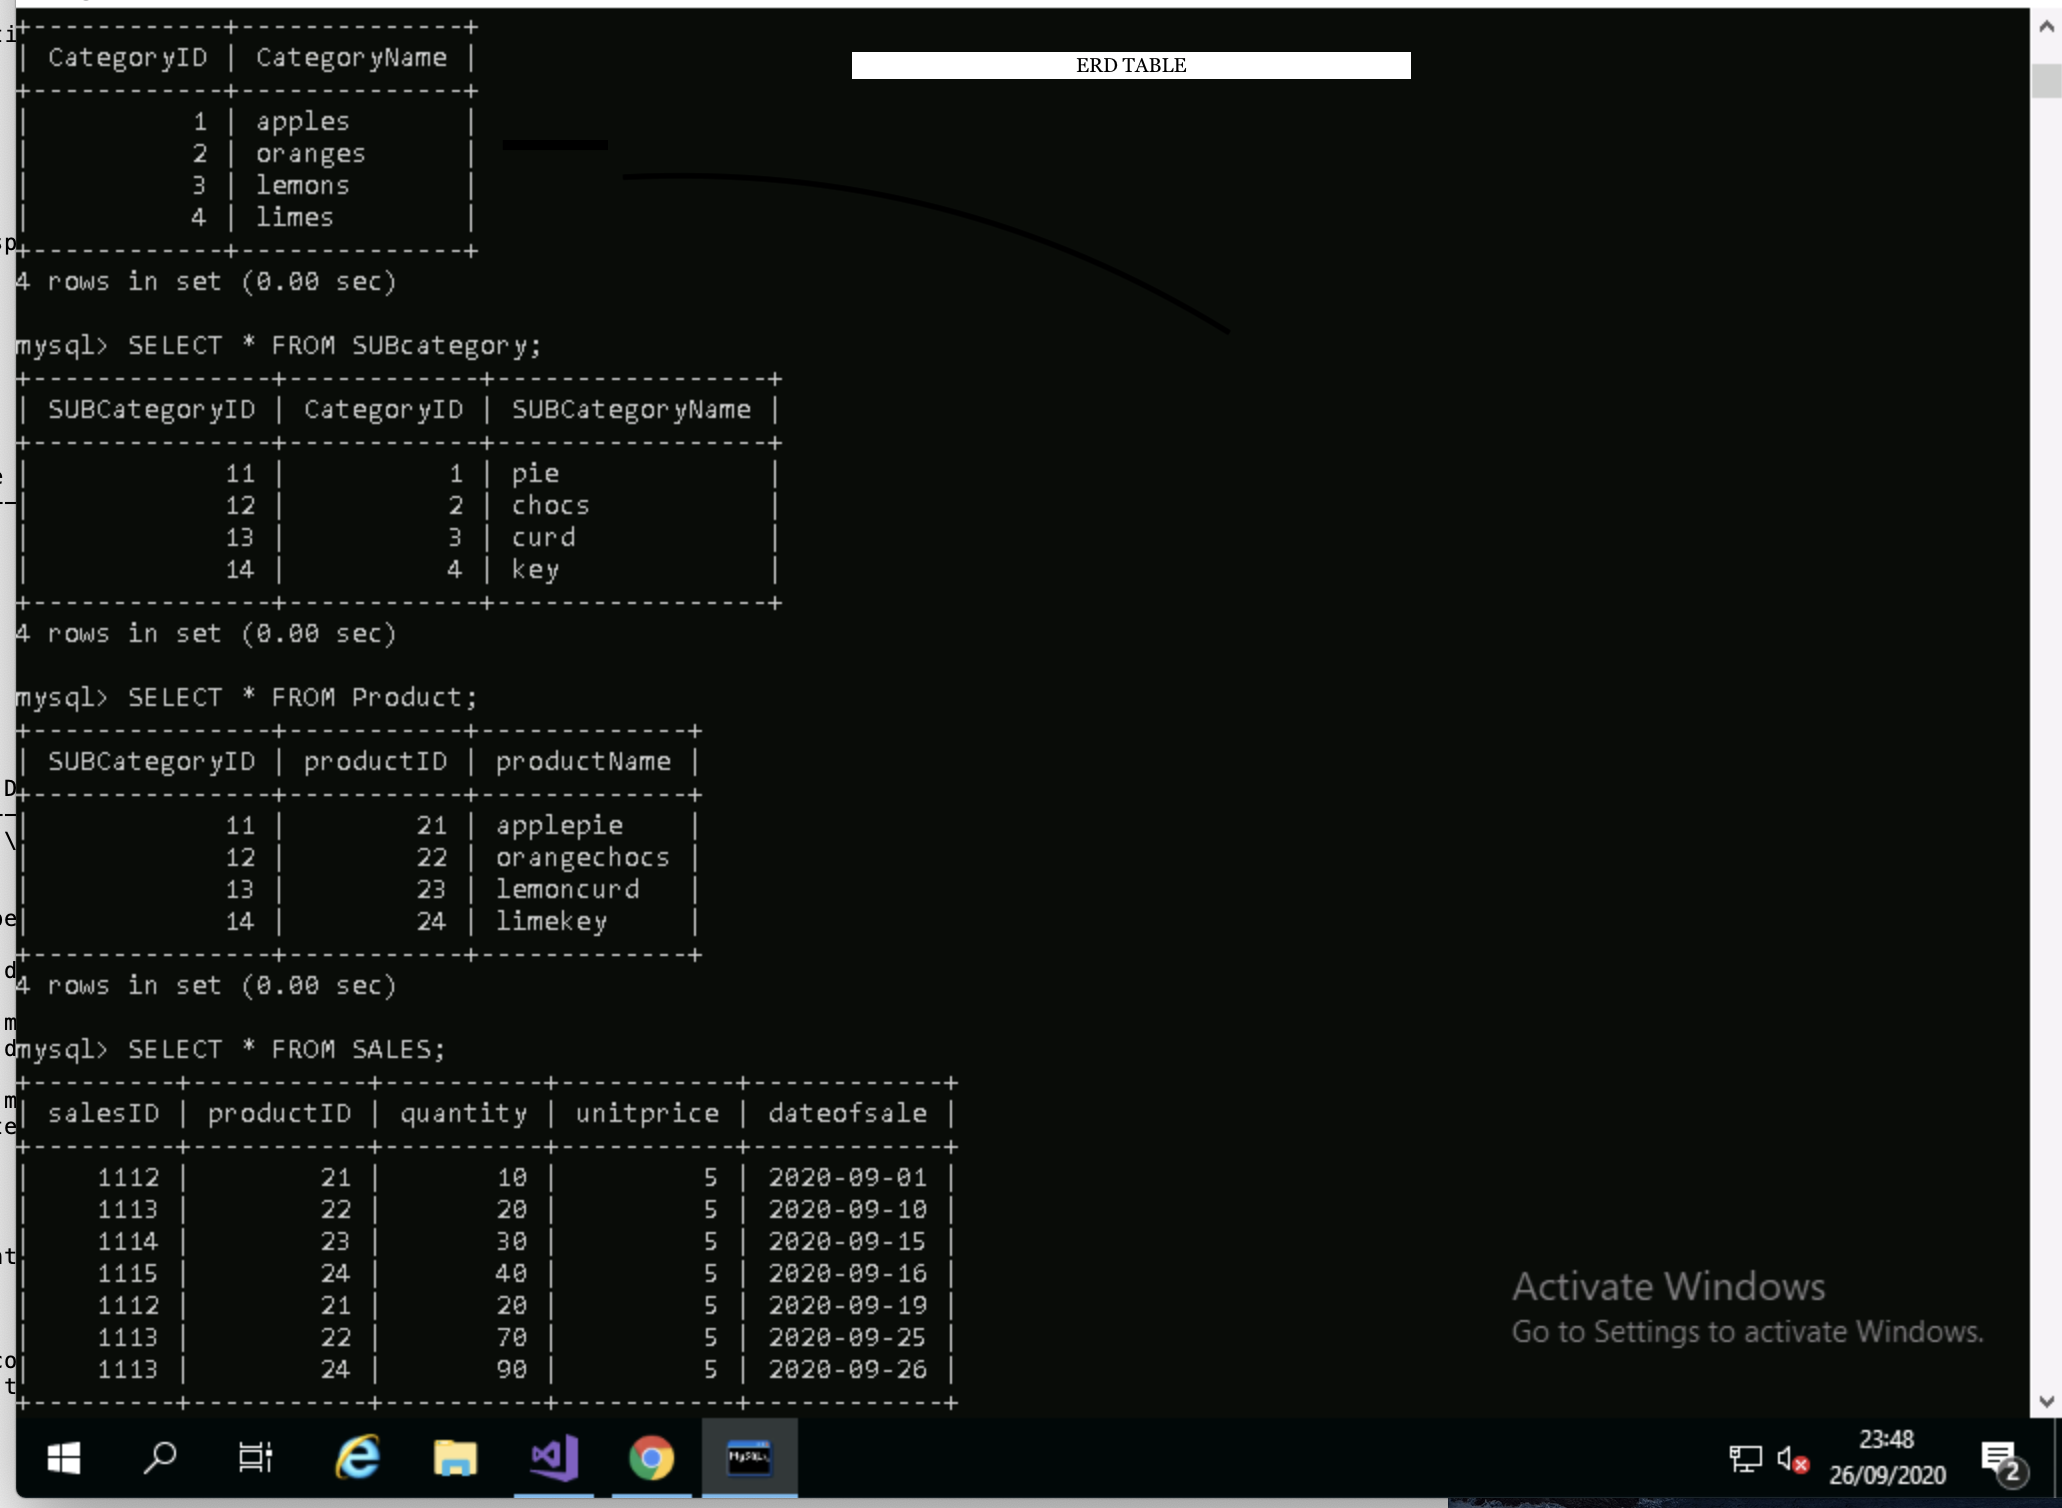 +------------+--------------+
| CategoryID | CategoryName |
+------------+--------------+
| 1 | apples |
| 2 | oranges |
| 3 | lemons |
| 4 | limes |
+------------+--------------+
4 rows in set (0.00 sec)
mysql> SELECT * FROM SUBcategory;
+---------------+------------+----------------+
| SUBCategoryID | CategoryID | SUBCategoryName |
+---------------+------------+----------------+
| 11 | 1 | pie |
| 12 | 2 | chocs |
| 13 | 3 | curd |
| 14 | 4 | key |
+---------------+------------+----------------+
4 rows in set (0.00 sec)
mysql> SELECT * FROM Product;
+---------------+-----------+-------------+
| SUBCategoryID | productID | productName |
+---------------+-----------+-------------+
| 11 | 21 | applepie |
| 12 | 22 | orangechocs |
| 13 | 23 | lemoncurd |
| 14 | 24 | limekey |
+---------------+-----------+-------------+
4 rows in set (0.00 sec)
mysql> SELECT * FROM SALES;
+---------+-----------+----------+-----------+------------+
| salesID | productID | quantity | unitprice | dateofsale |
+---------+-----------+----------+-----------+------------+
| 1112 | 21 | 10 | 5 | 2020-09-01 |
| 1113 | 22 | 20 | 5 | 2020-09-10 |
| 1114 | 23 | 30 | 5 | 2020-09-15 |
| 1115 | 24 | 40 | 5 | 2020-09-16 |
| 1112 | 21 | 20 | 5 | 2020-09-19 |
| 1113 | 22 | 70 | 5 | 2020-09-25 |
| 1113 | 24 | 90 | 5 | 2020-09-26 |
+---------+-----------+----------+-----------+------------+
ERD TABLE
Activate Windows
Go to Settings to activate Windows.
23:48
26/09/2020
2